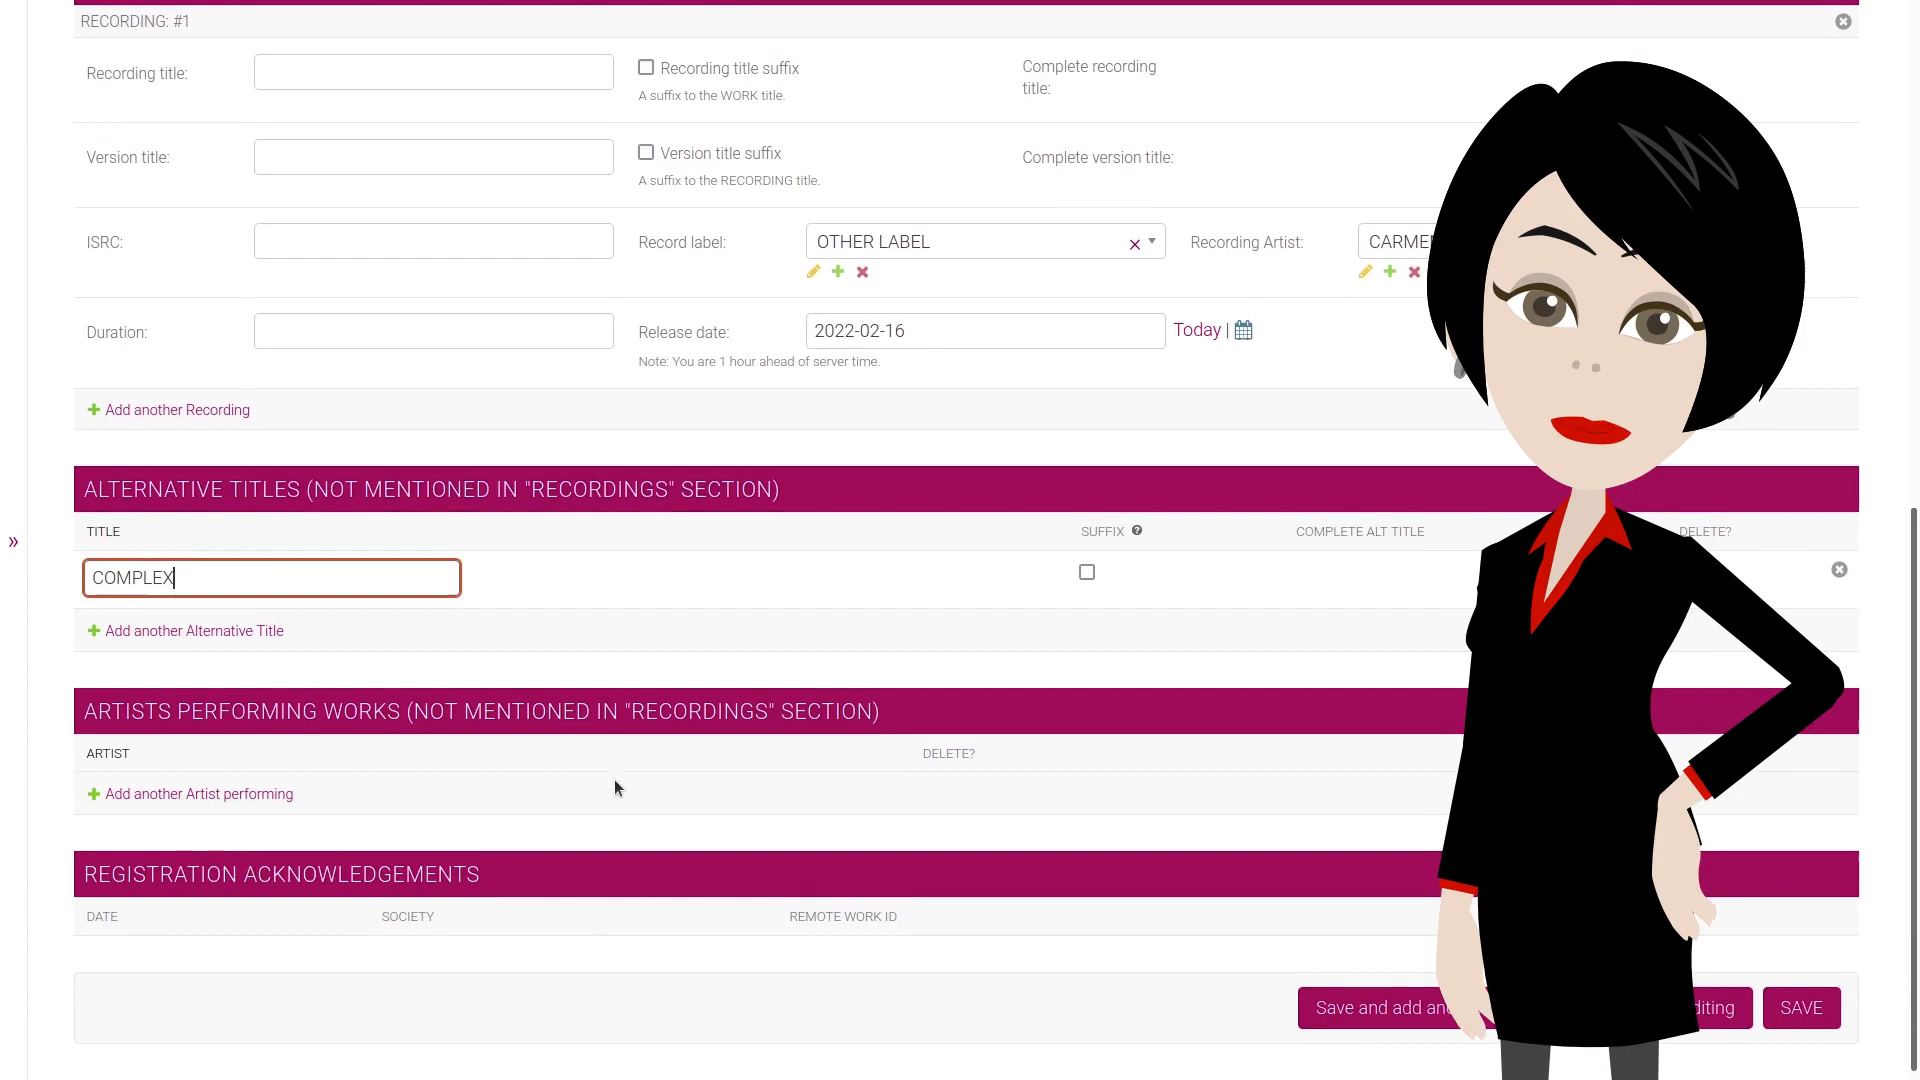 RECORDING: #1
Recording title:
Recording title suffix
A suffix to the WORK title.
Complete recording
title:
Version title:
Version title suffix
A suffix to the RECORDING title.
Complete version title:
ISRC:
Record label:
OTHER LABEL
Recording Artist:
Duration:
Release date:
2022-02-16
Today |
Note: You are 1 hour ahead of server time.
Add another Recording
ALTERNATIVE TITLES (NOT MENTIONED IN "RECORDINGS" SECTION)
TITLE
SUFFIX
COMPLETE ALT TITLE
DELETE?
COMPLEX
Add another Alternative Title
ARTISTS PERFORMING WORKS (NOT MENTIONED IN "RECORDINGS" SECTION)
ARTIST
DELETE?
Add another Artist performing
REGISTRATION ACKNOWLEDGEMENTS
DATE
SOCIETY
REMOTE WORK ID
Save and add
SAVE